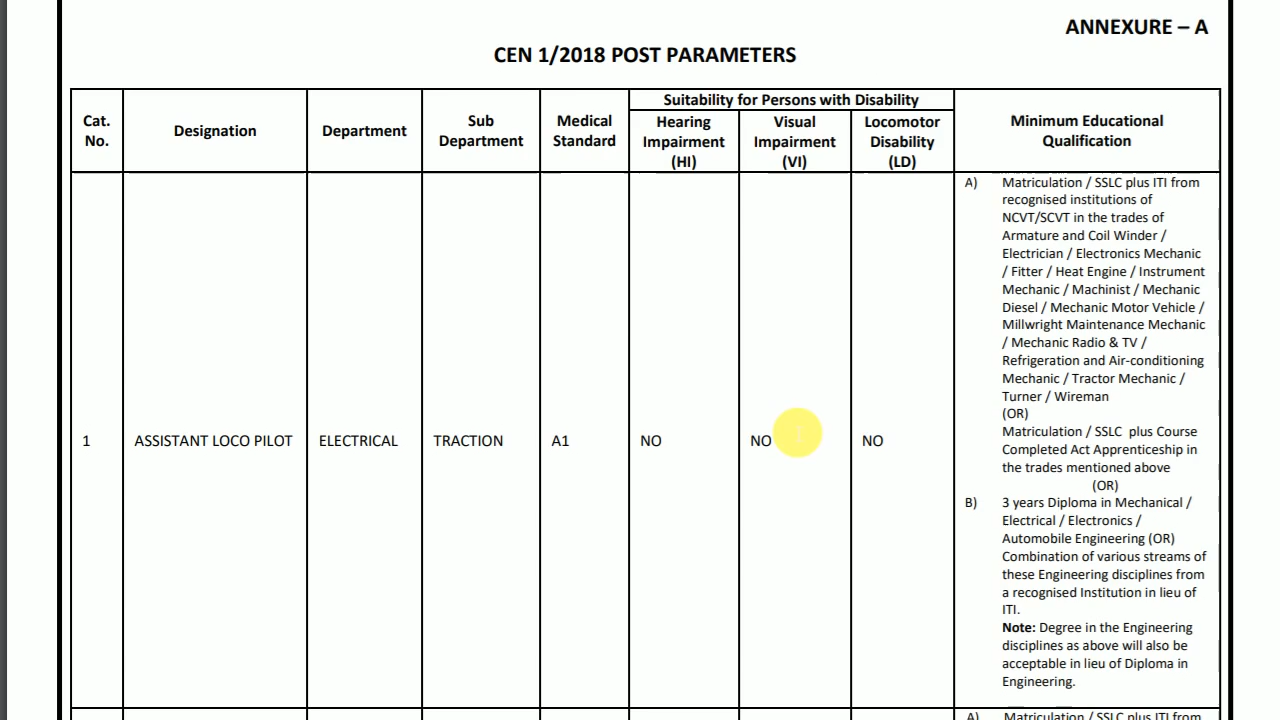 ANNEXURE – A
CEN 1/2018 POST PARAMETERS
Cat. No.
Designation
Department
Sub Department
Medical Standard
Suitability for Persons with Disability
Hearing Impairment (HI)
Visual Impairment (VI)
Locomotor Disability (LD)
Minimum Educational Qualification
1
ASSISTANT LOCO PILOT
ELECTRICAL
TRACTION
A1
NO
NO
NO
A) Matriculation / SSLC plus ITI from
recognised institutions of
NCVT/SCVT in the trades of
Armature and Coil Winder /
Electrician / Electronics Mechanic
/ Fitter / Heat Engine / Instrument
Mechanic / Machinist / Mechanic
Diesel / Mechanic Motor Vehicle /
Millwright Maintenance Mechanic
/ Mechanic Radio & TV /
Refrigeration and Air-conditioning
Mechanic / Tractor Mechanic /
Turner / Wireman
(OR)
Matriculation / SSLC plus Course
Completed Act Apprenticeship in
the trades mentioned above
(OR)
B) 3 years Diploma in Mechanical /
Electrical / Electronics /
Automobile Engineering (OR)
Combination of various streams of
these Engineering disciplines from
a recognised Institution in lieu of
ITI.
Note: Degree in the Engineering
disciplines as above will also be
acceptable in lieu of Diploma in
Engineering.
A) Matriculation / SSLC plus ITI from